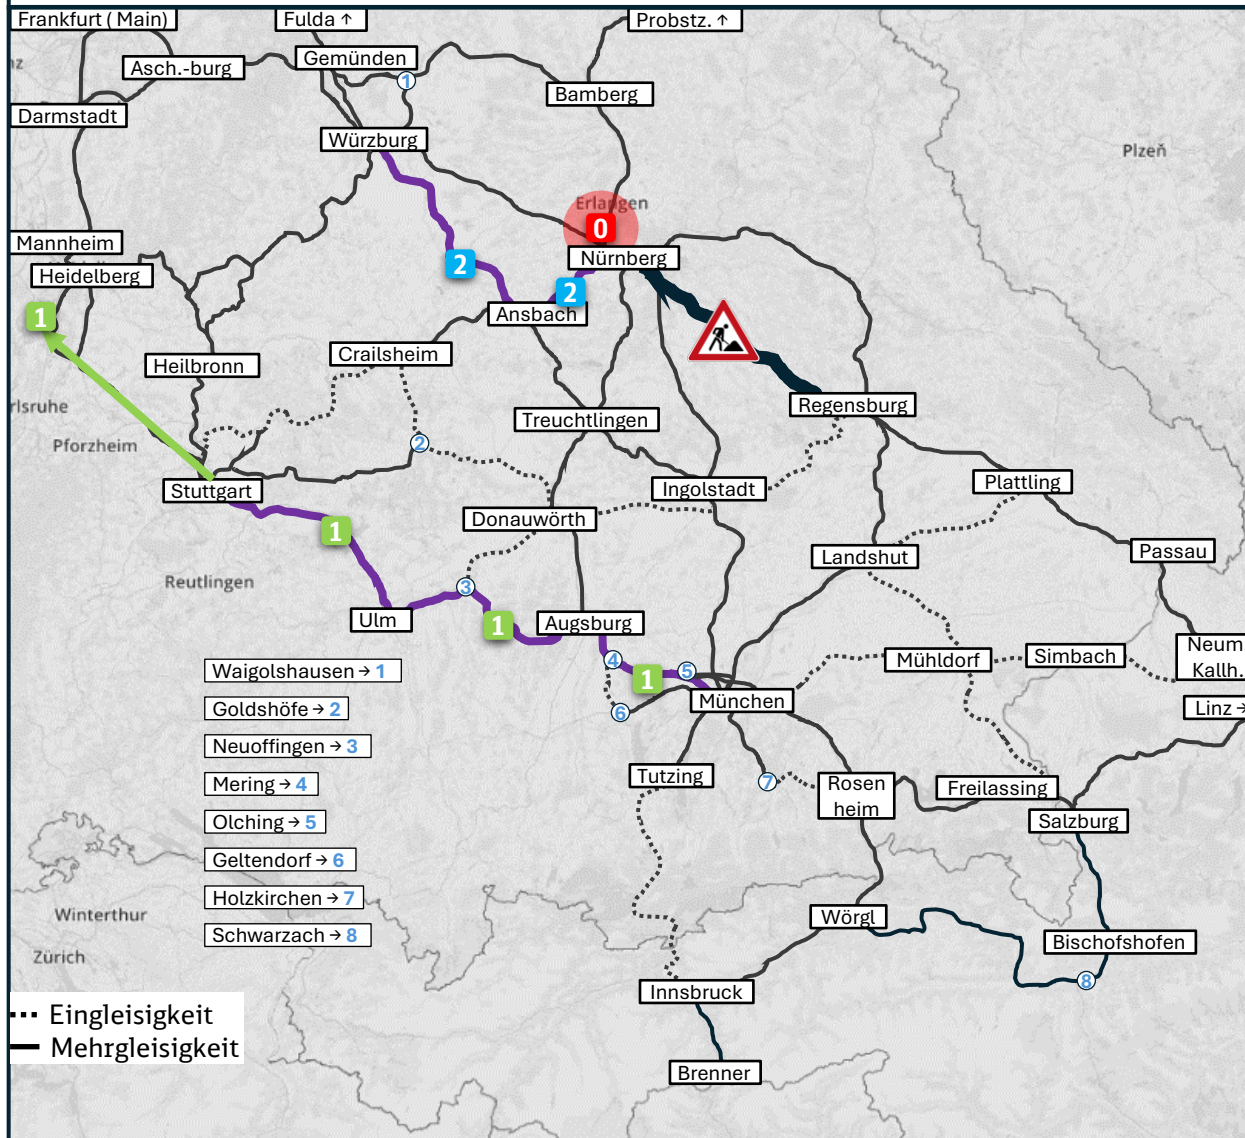 Frankfurt ( Main)
Fulda ↑
Probstz. ↑
Gemünden
Asch.-burg
1
Bamberg
Darmstadt
Würzburg
Plzeň
Erlangen
0
Mannheim
Nürnberg
Heidelberg
2
2
1
Ansbach
Crailsheim
Heilbronn
rlsruhe
Regensburg
Treuchtlingen
Pforzheim
2
Stuttgart
Ingolstadt
Plattling
Donauwörth
1
Landshut
Passau
Reutlingen
3
Ulm
1
Augsburg
Waigolshausen → 1
4
5
1
Mühldorf
Simbach
Neum
Kallh.
Goldshöfe → 2
6
München
Linz →
Neuoffingen → 3
Mering → 4
Tutzing
7
Rosen
heim
Freilassing
Olching → 5
Salzburg
Geltendorf → 6
Holzkirchen → 7
Winterthur
Wörgl
Schwarzach → 8
Bischofshofen
Zürich
8
Innsbruck
Eingleisigkeit
Mehrgleisigkeit
Brenner